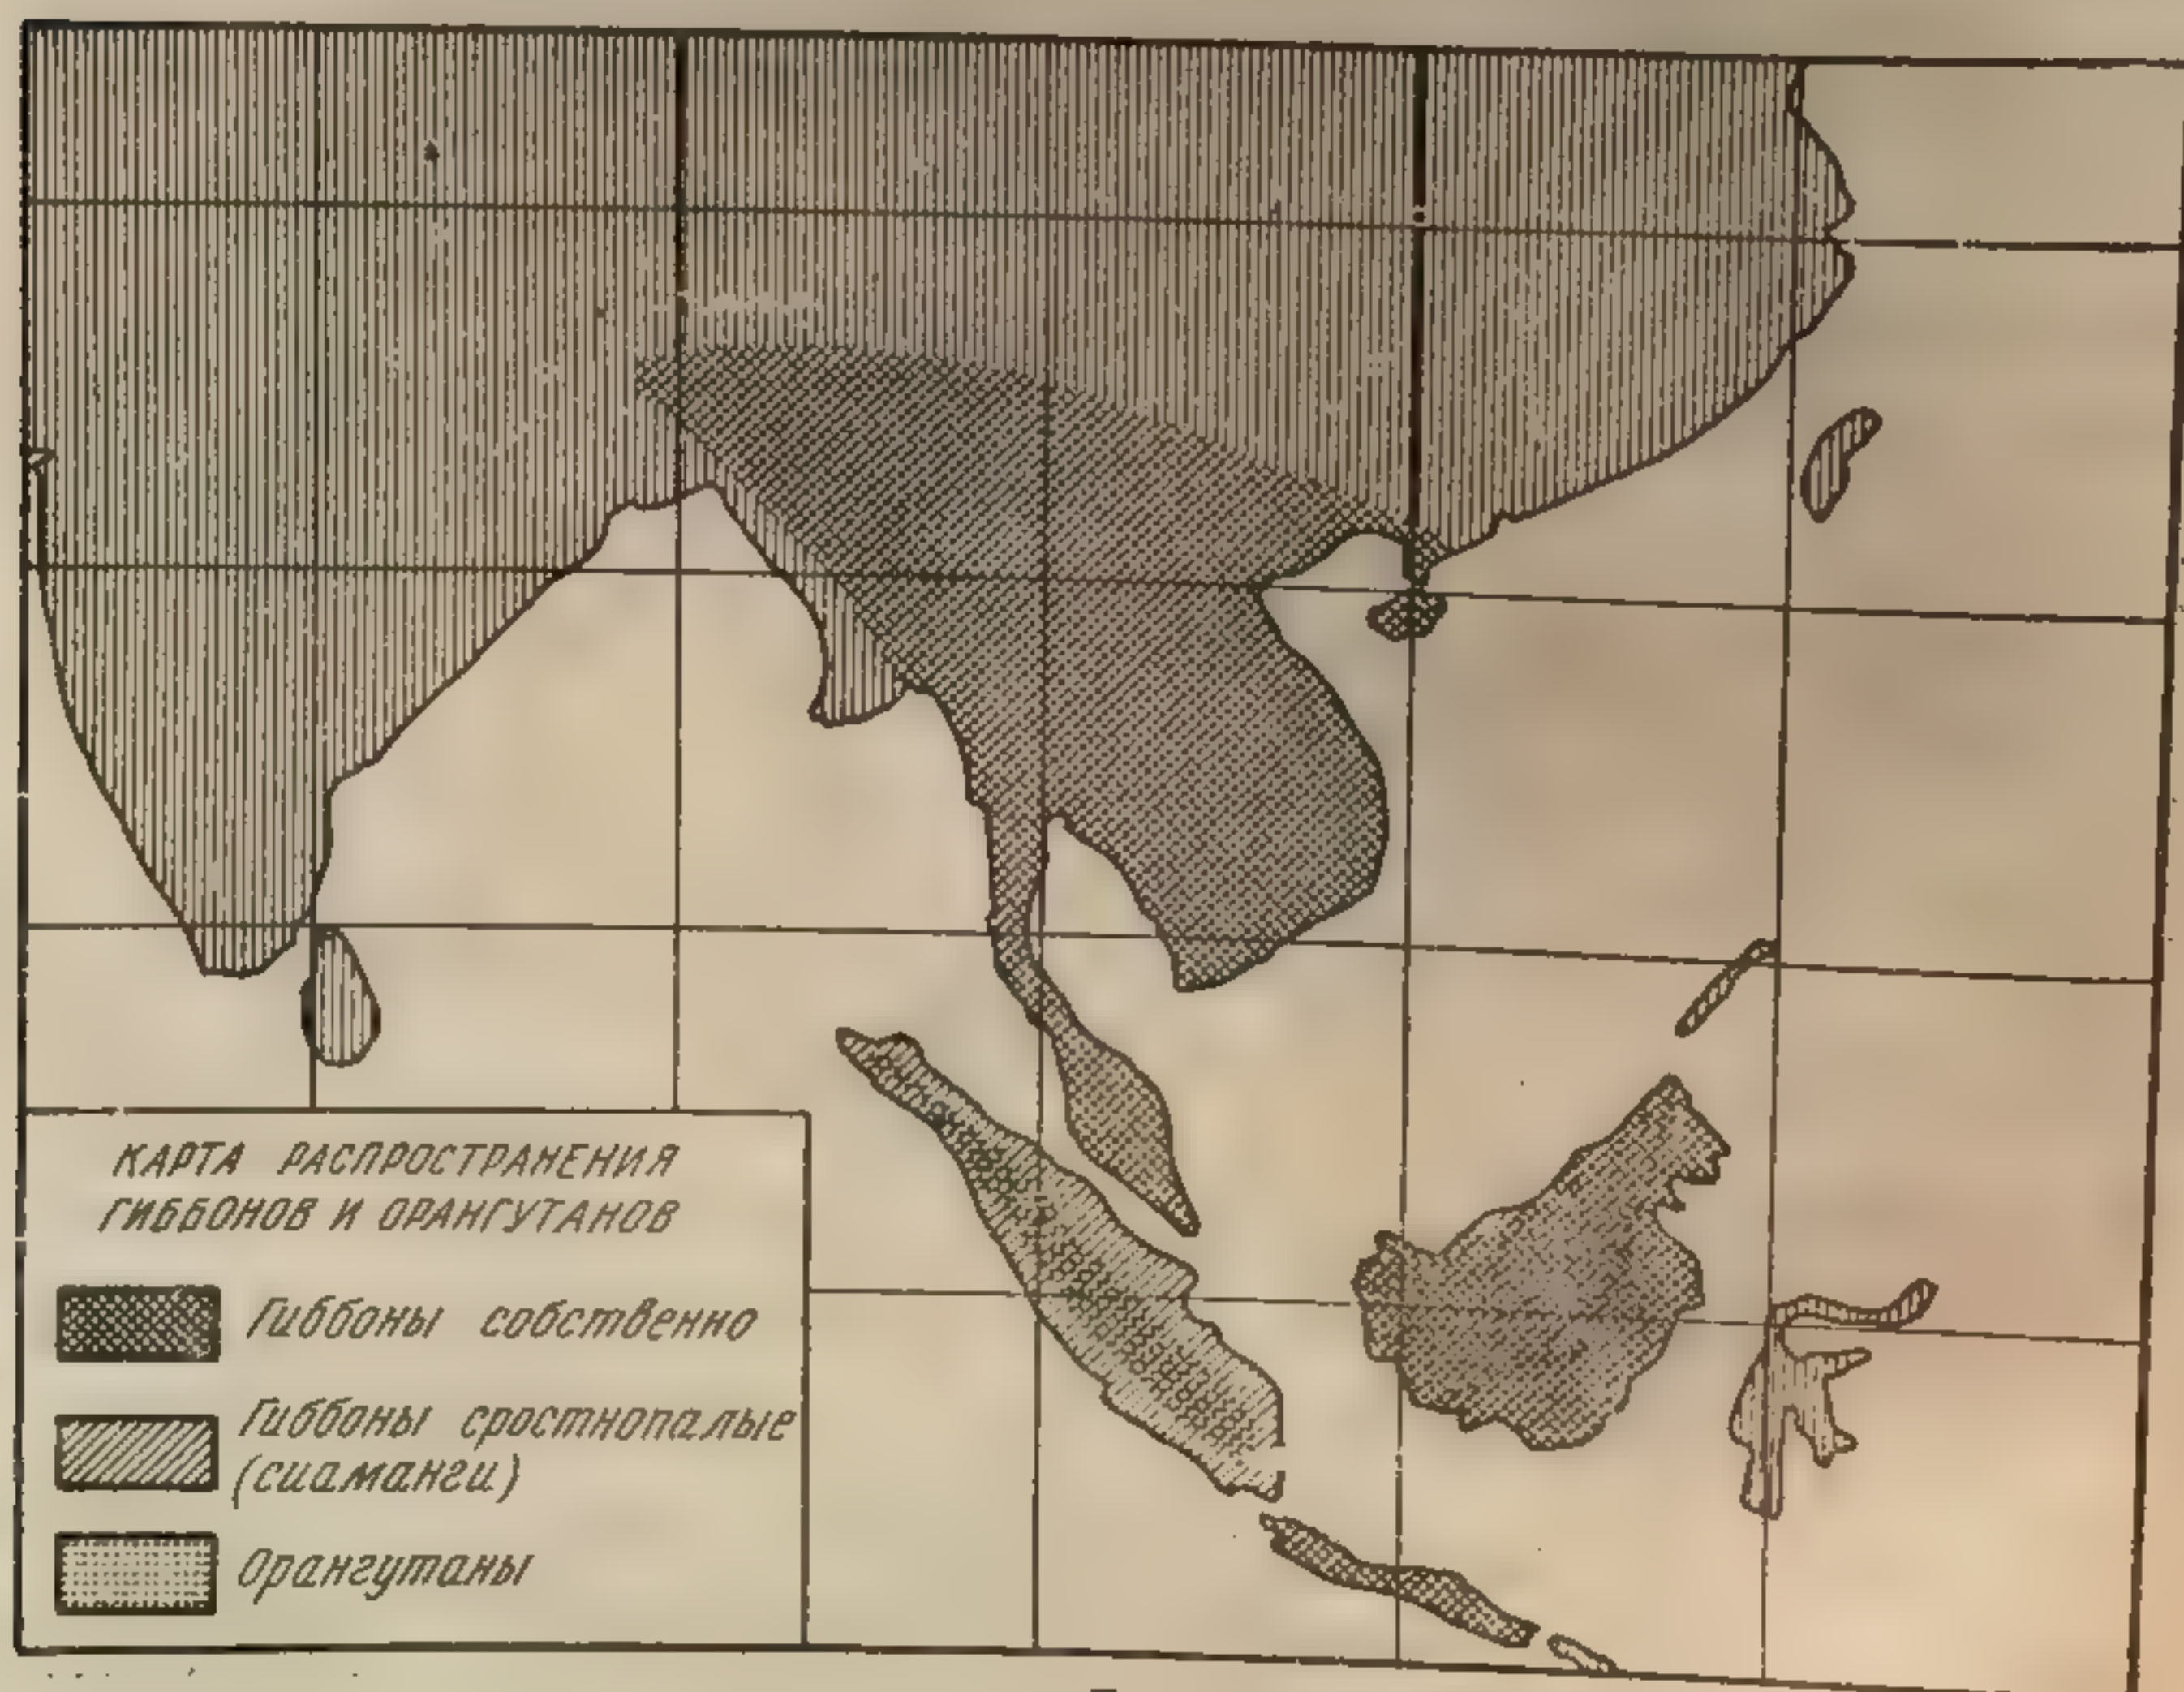 КАРТА РАСПРОСТРАНЕНИЯ
ГИББОНОВ И ОРАНГУТАНОВ
Гиббоны собственно
Гиббоны сростнопалые
(сиаманги)
Орангутаны